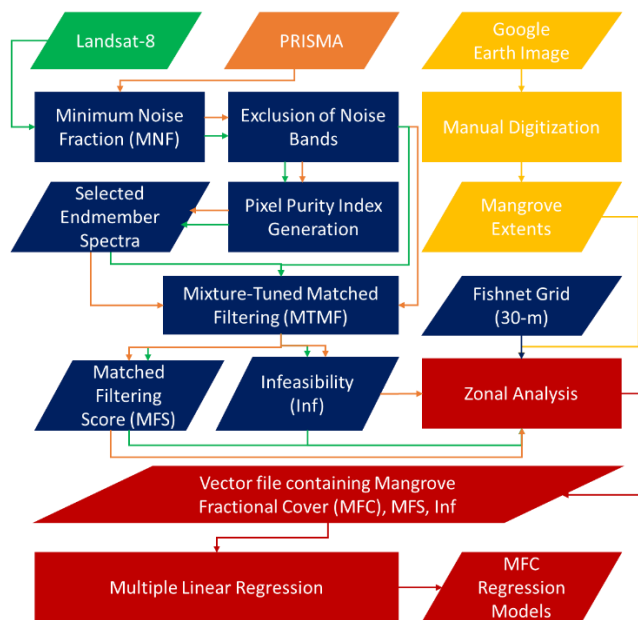 Landsat-8
PRISMA
Google
Earth Image
Minimum Noise
Fraction (MNF)
Exclusion of Noise
Bands
Manual Digitization
Selected
Endmember
Spectra
Pixel Purity Index
Generation
Mangrove
Extents
Mixture-Tuned Matched
Filtering (MTMF)
Fishnet Grid
(30-m)
Matched
Filtering
Score (MFS)
Infeasibility
(Inf)
Zonal Analysis
Vector file containing Mangrove
Fractional Cover (MFC), MFS, Inf
Multiple Linear Regression
MFC
Regression
Models